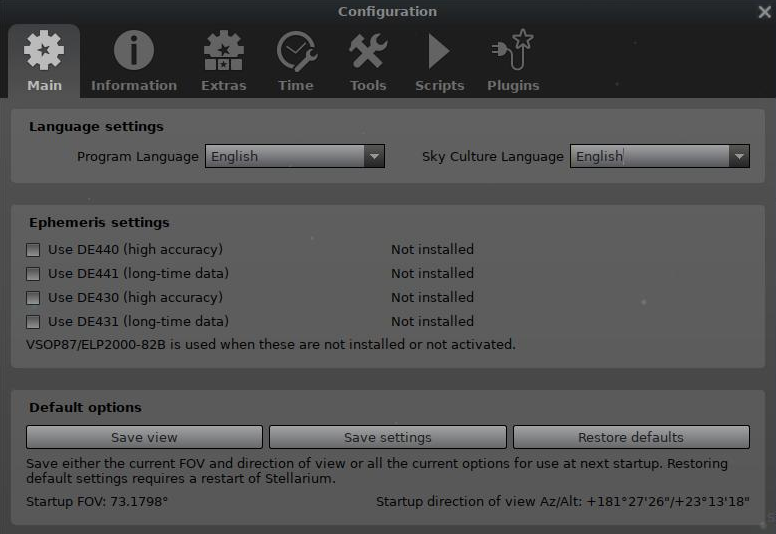 Configuration
Main Information Extras Time Tools Scripts Plugins
Language settings
Program Language English Sky Culture Language English
Ephemeris settings
Use DE440 (high accuracy) Not installed
Use DE441 (long-time data) Not installed
Use DE430 (high accuracy) Not installed
Use DE431 (long-time data) Not installed
VSOP87/ELP2000-82B is used when these are not installed or not activated.
Default options
Save view Save settings Restore defaults
Save either the current FOV and direction of view or all the current options for use at next startup. Restoring
default settings requires a restart of Stellarium.
Startup FOV: 73.1798° Startup direction of view Az/Alt: +181°27'26"/+23°13'18"